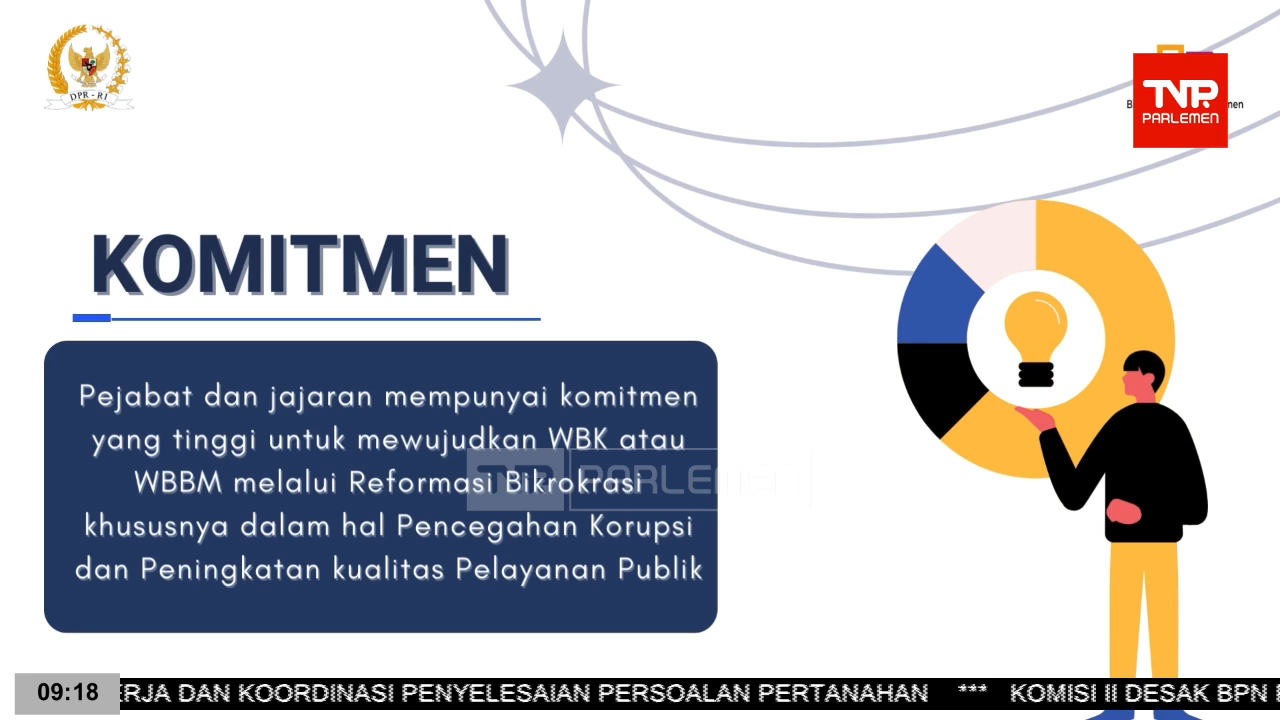 DPR - RI
TVP.
PARLEMEN
KOMITMEN
Pejabat dan jajaran mempunyai komitmen
yang tinggi untuk mewujudkan WBK atau
WBBM melalui Reformasi Bikrokrasi
khususnya dalam hal Pencegahan Korupsi
dan Peningkatan kualitas Pelayanan Publik
PARLEMEN
09:18 ERJA DAN KOORDINASI PENYELESAIAN PERSOALAN PERTANAHAN *** KOMISI II DESAK BPN